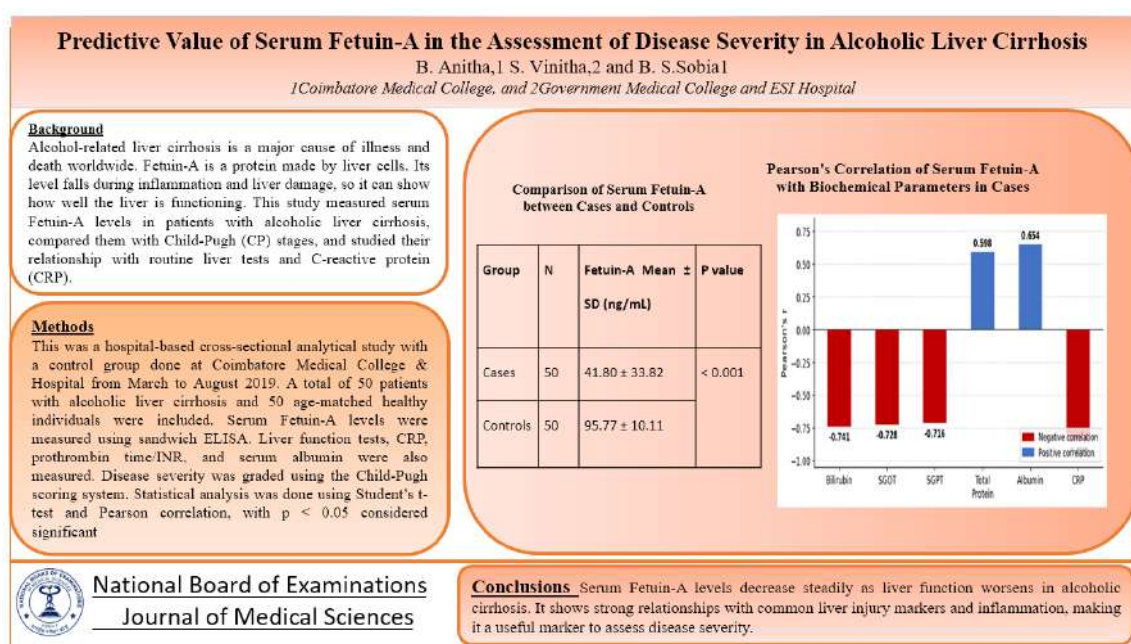 Predictive Value of Serum Fetuin-A in the Assessment of Disease Severity in Alcoholic Liver Cirrhosis
B. Anitha,1 S. Vinitha,2 and B. S.Sobia1
1Coimbatore Medical College, and 2Government Medical College and ESI Hospital
Background
Alcohol-related liver cirrhosis is a major cause of illness and
death worldwide. Fetuin-A is a protein made by liver cells. Its
level falls during inflammation and liver damage, so it can show
how well the liver is functioning. This study measured serum
Fetuin-A levels in patients with alcoholic liver cirrhosis,
compared them with Child-Pugh (CP) stages, and studied their
relationship with routine liver tests and C-reactive protein
(CRP).
Methods
This was a hospital-based cross-sectional analytical study with
a control group done at Coimbatore Medical College &
Hospital from March to August 2019. A total of 50 patients
with alcoholic liver cirrhosis and 50 age-matched healthy
individuals were included. Serum Fetuin-A levels were
measured using sandwich ELISA. Liver function tests, CRP,
prothrombin time/INR, and serum albumin were also
measured. Disease severity was graded using the Child-Pugh
scoring system. Statistical analysis was done using Student's t-
test and Pearson correlation, with p < 0.05 considered
significant
Comparison of Serum Fetuin-A
between Cases and Controls
Group N Fetuin-A Mean ± P value
SD (ng/mL)
Cases 50 41.80 ± 33.82 < 0.001
Controls 50 95.77 ± 10.11
Pearson's Correlation of Serum Fetuin-A
with Biochemical Parameters in Cases
Pearson's r
0.75
0.50
0.25
0.00
−0.25
−0.50
−0.75
−1.00
-0.741
-0.728
-0.716
0.598
0.654
Negative correlation
Positive correlation
Bilirubin SGOT SGPT Total Protein Albumin CRP
National Board of Examinations
Journal of Medical Sciences
Conclusions Serum Fetuin-A levels decrease steadily as liver function worsens in alcoholic
cirrhosis. It shows strong relationships with common liver injury markers and inflammation, making
it a useful marker to assess disease severity.